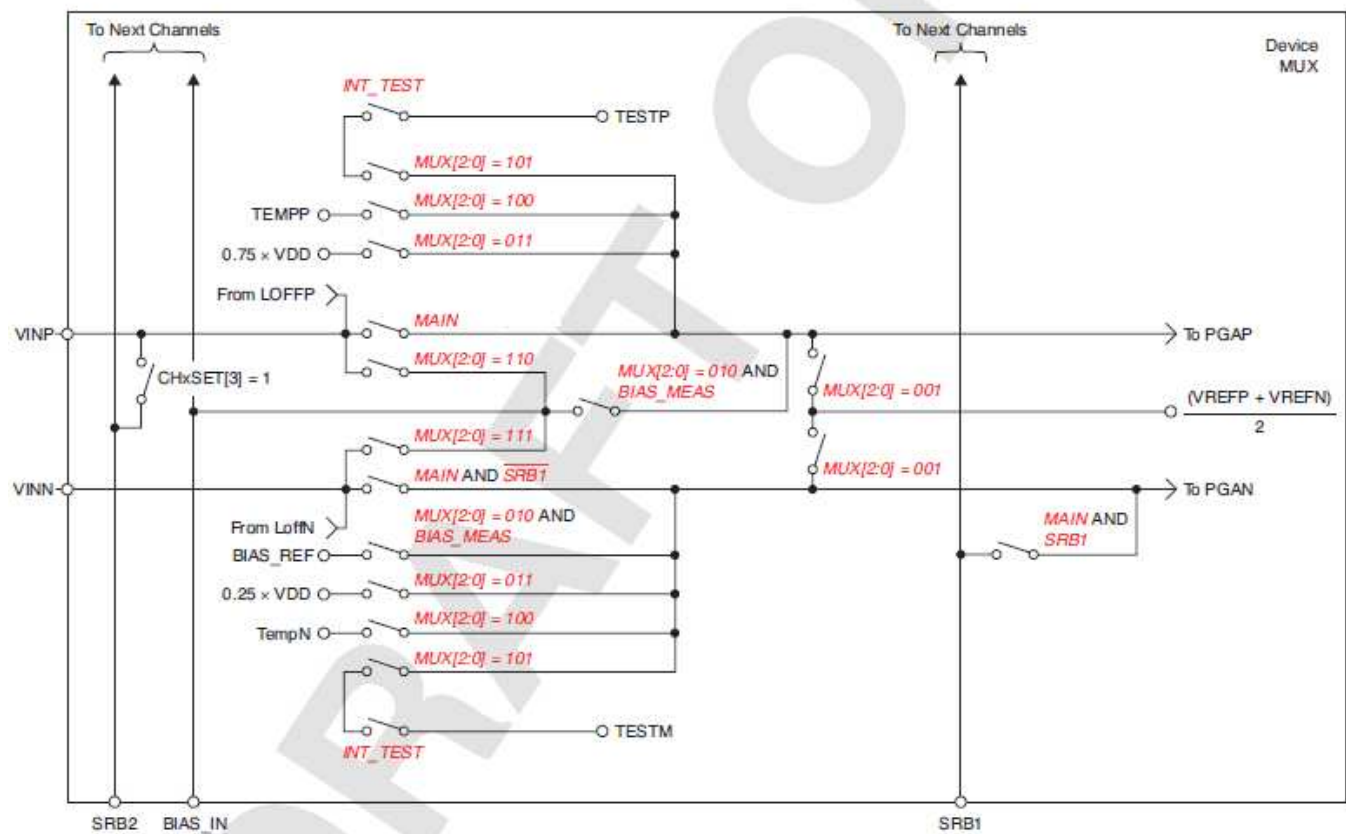 To Next Channels
To Next Channels
Device
MUX
INT_TEST
TESTP
MUX[2:0] = 101
TEMPP
MUX[2:0] = 100
0.75 × VDD
MUX[2:0] = 011
From LOFFP
VINP
MAIN
To PGAP
MUX[2:0] = 110
CHxSET[3] = 1
MUX[2:0] = 010 AND
BIAS_MEAS
MUX[2:0] = 001
(VREFP + VREFN)
2
MUX[2:0] = 111
MUX[2:0] = 001
VINN
MAIN AND SRB1
To PGAN
From LoffN
MUX[2:0] = 010 AND
BIAS_MEAS
MAIN AND
SRB1
BIAS_REF
0.25 × VDD
MUX[2:0] = 011
TempN
MUX[2:0] = 100
MUX[2:0] = 101
TESTM
INT_TEST
SRB2
BIAS_IN
SRB1